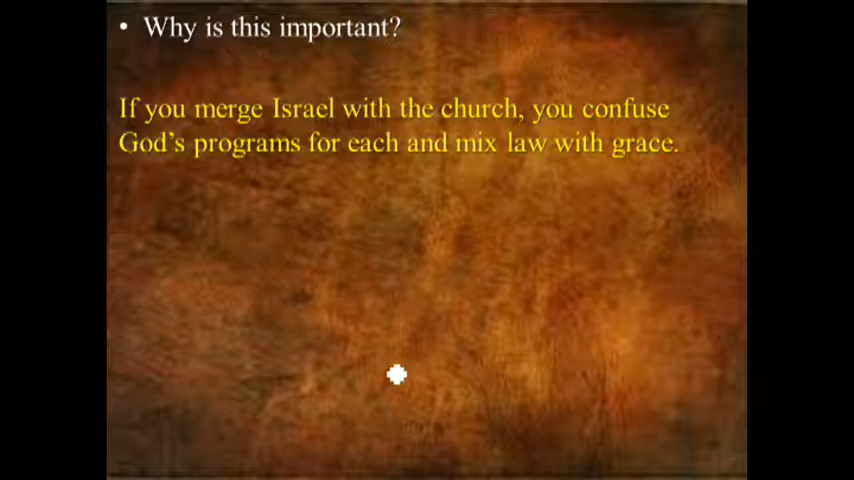 • Why is this important?
If you merge Israel with the church, you confuse
God's programs for each and mix law with grace.